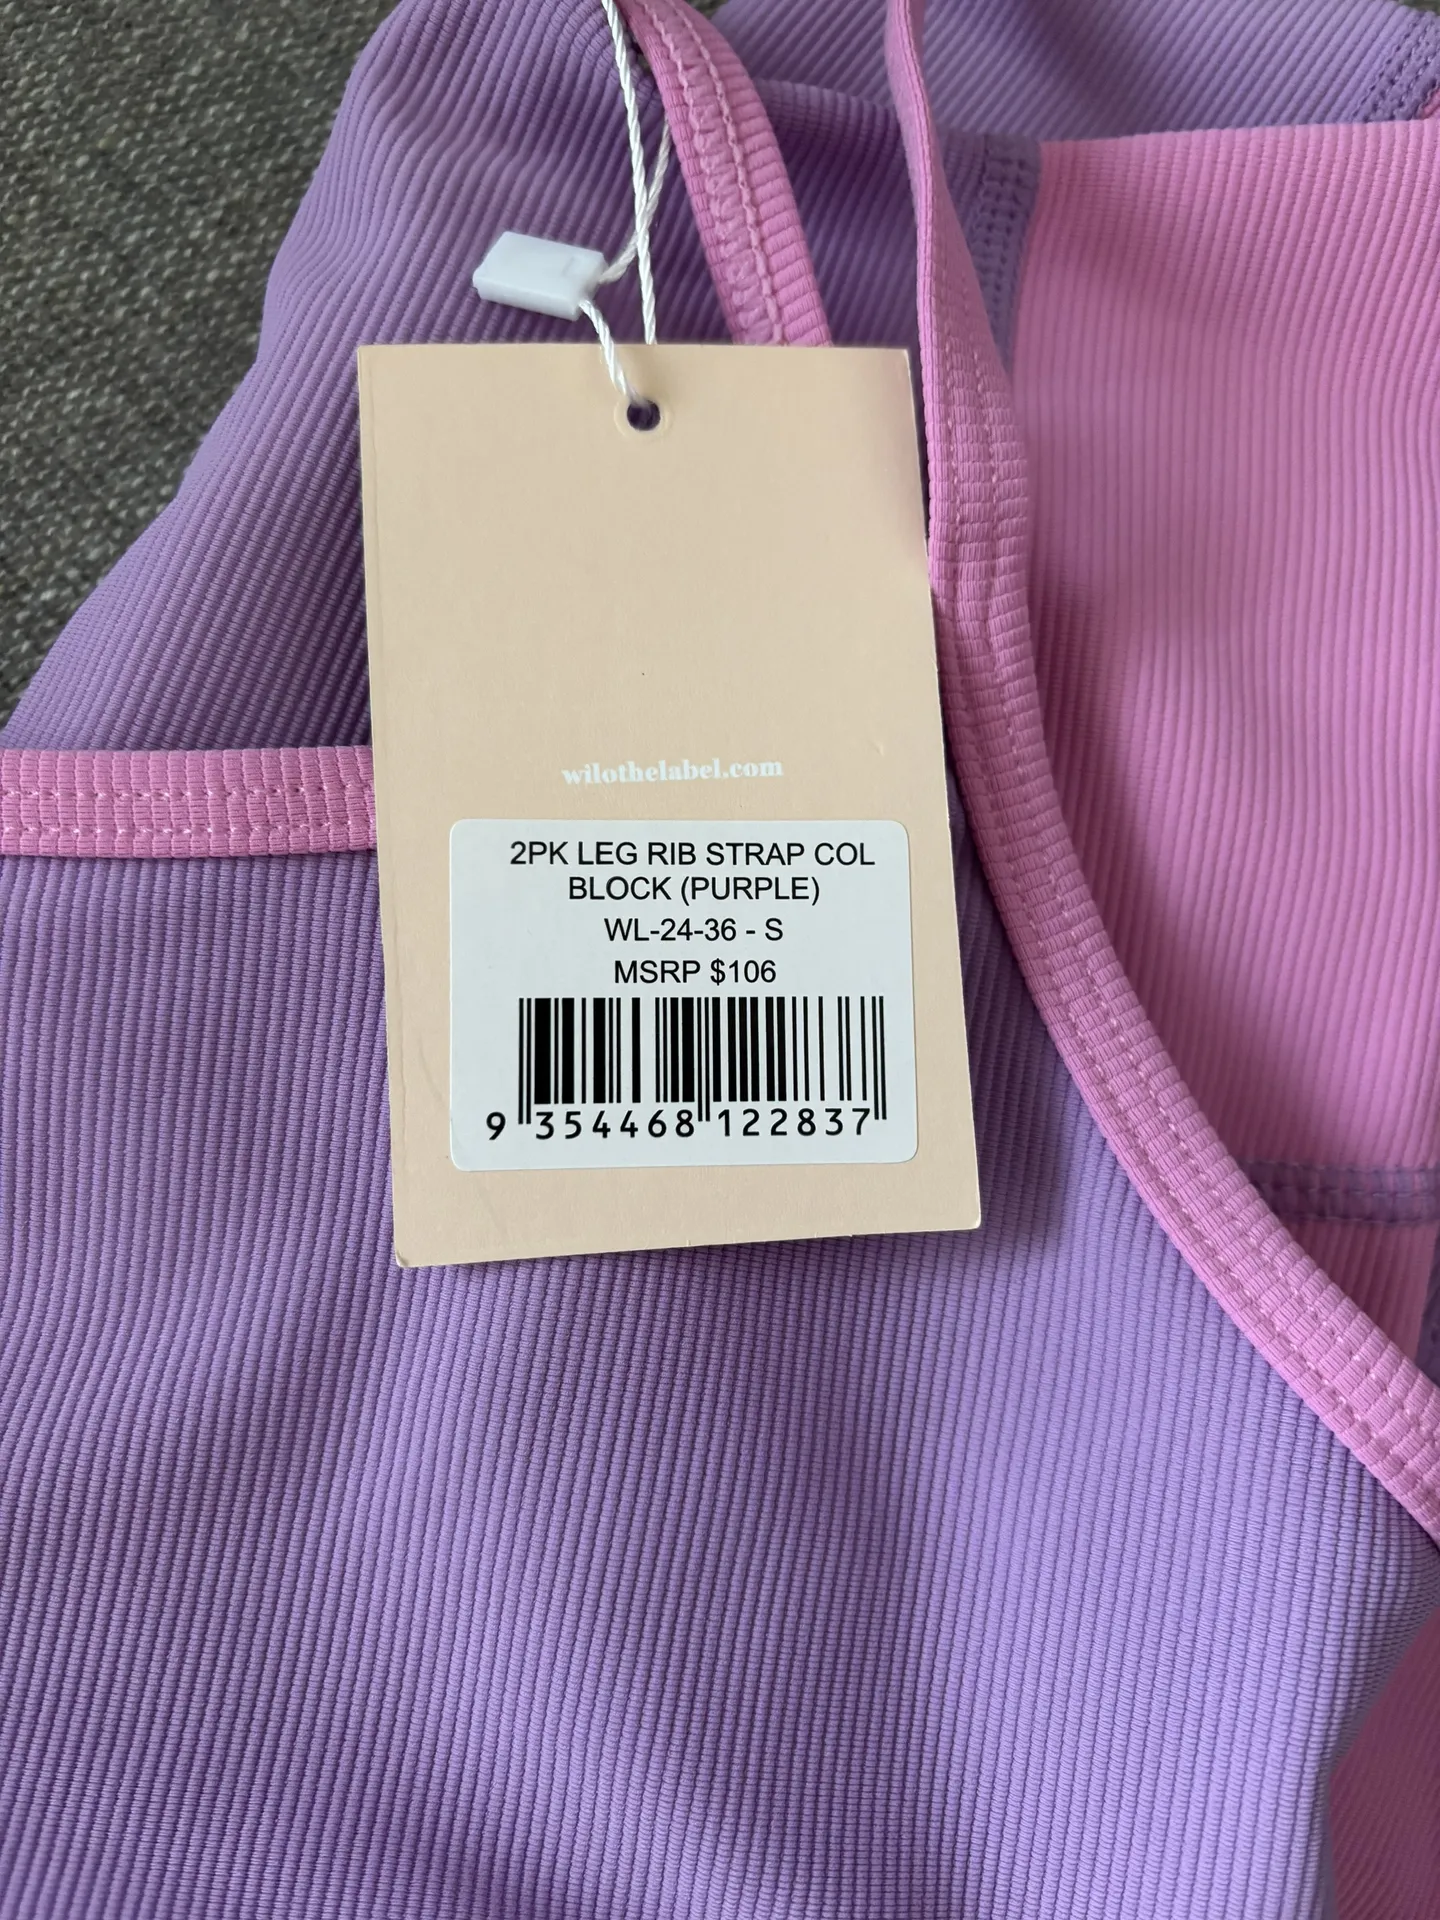 wilothelabel.com
2PK LEG RIB STRAP COL
BLOCK (PURPLE)
WL-24-36 - S
MSRP $106
9 354468 122837